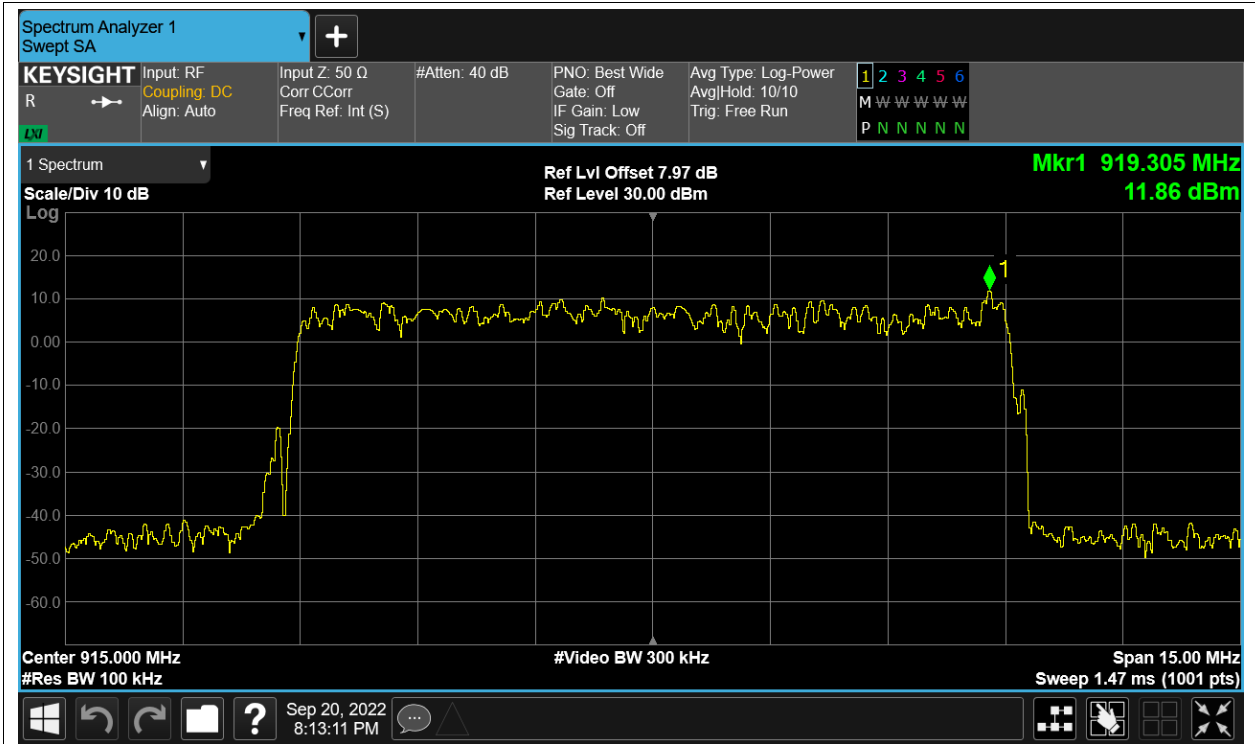 Spectrum Analyzer 1
Swept SA
KEYSIGHT
R
LXI
Input: RF
Coupling: DC
Align: Auto
Input Z: 50 Ω
Corr CCorr
Freq Ref: Int (S)
#Atten: 40 dB
PNO: Best Wide
Gate: Off
IF Gain: Low
Sig Track: Off
Avg Type: Log-Power
Avg|Hold: 10/10
Trig: Free Run
1 2 3 4 5 6
M W W W W W W
P N N N N N
1 Spectrum
Scale/Div 10 dB
Log
Ref Lvl Offset 7.97 dB
Ref Level 30.00 dBm
Mkr1 919.305 MHz
11.86 dBm
1
20.0
10.0
0.00
-10.0
-20.0
-30.0
-40.0
-50.0
-60.0
Center 915.000 MHz
#Res BW 100 kHz
#Video BW 300 kHz
Span 15.00 MHz
Sweep 1.47 ms (1001 pts)
?
Sep 20, 2022
8:13:11 PM